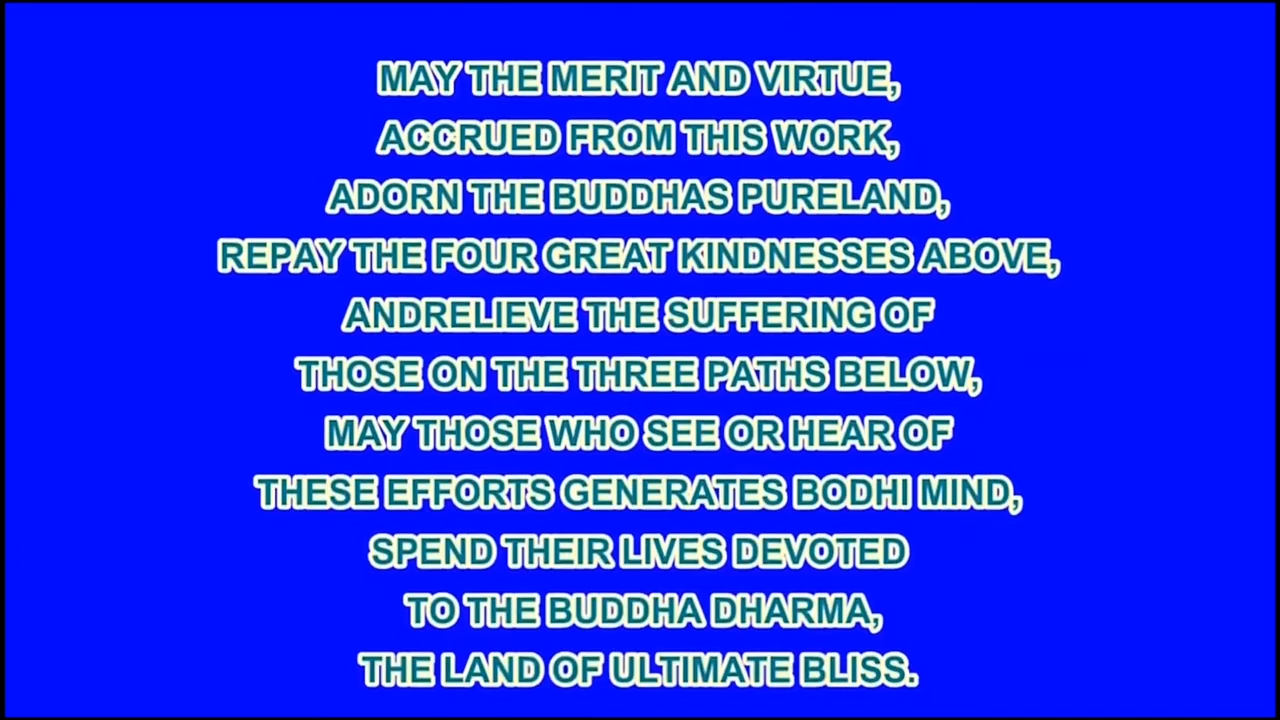 MAY THE MERIT AND VIRTUE,
ACCRUED FROM THIS WORK,
ADORN THE BUDDHAS PURELAND,
REPAY THE FOUR GREAT KINDNESSES ABOVE,
ANDRELIEVE THE SUFFERING OF
THOSE ON THE THREE PATHS BELOW,
MAY THOSE WHO SEE OR HEAR OF
THESE EFFORTS GENERATES BODHI MIND,
SPEND THEIR LIVES DEVOTED
TO THE BUDDHA DHARMA,
THE LAND OF ULTIMATE BLISS.